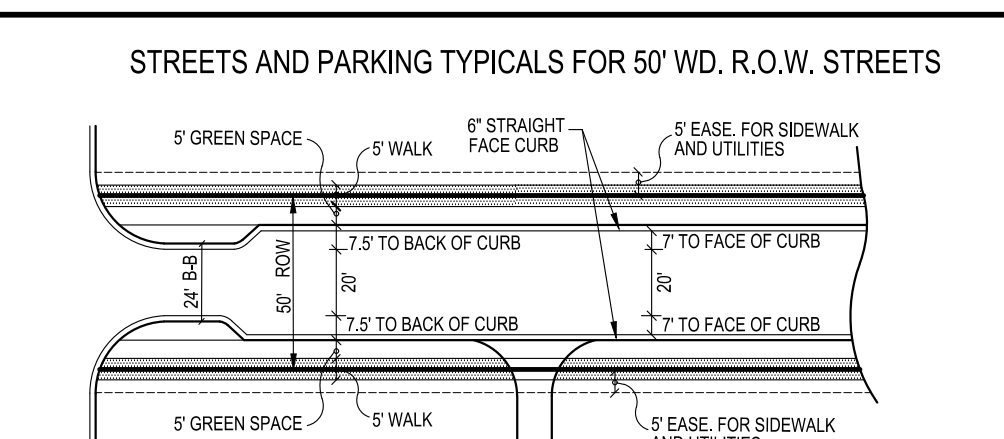 STREETS AND PARKING TYPICALS FOR 50' WD. R.O.W. STREETS
5' GREEN SPACE
5' WALK
6" STRAIGHT
FACE CURB
5' EASE. FOR SIDEWALK
AND UTILITIES
7.5' TO BACK OF CURB
7' TO FACE OF CURB
24' B-B
50' ROW
20'
20'
7.5' TO BACK OF CURB
7' TO FACE OF CURB
5' GREEN SPACE
5' WALK
5' EASE. FOR SIDEWALK
AND UTILITIES